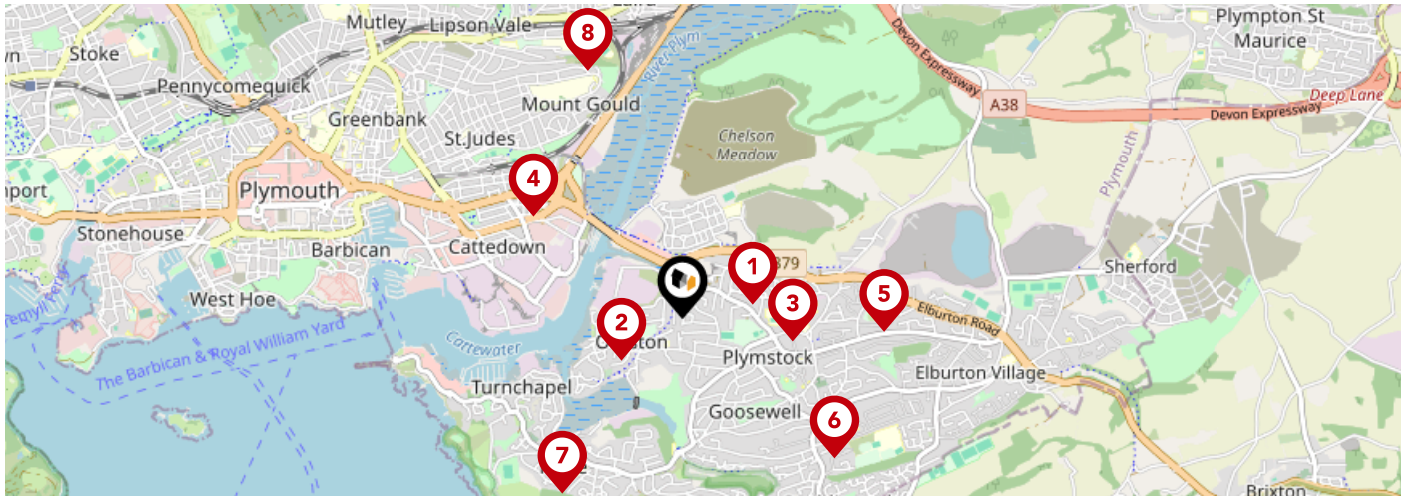 Mutley
Lipson Vale
Laira
8
Plympton St
Maurice
Stoke
Pennycomequick
River Plym
Devon Expressway
Mount Gould
A38
Deep Lane
Devon Expressway
Greenbank
St.Judes
Chelson
Meadow
Plymouth
4
Plymouth
Stonehouse
Barbican
Cattedown
1
Sherford
West Hoe
3
5
2
Elburton Road
The Barbican & Royal William Yard
Cattewater
Plymstock
Turnchapel
Elburton Village
Goosewell
6
7
Brixton